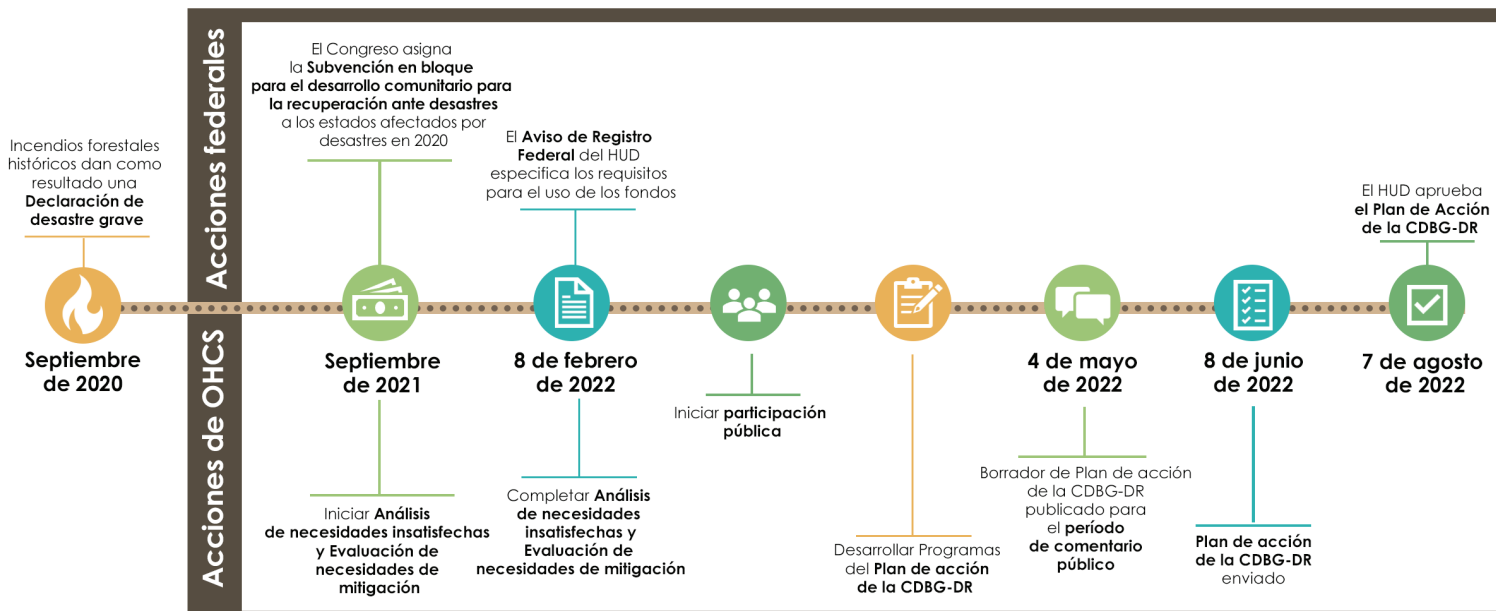 Incendios forestales
históricos dan como
resultado una
Declaración de
desastre grave
Septiembre
de 2020
Acciones federales
Acciones de OHCS
El Congreso asigna
la Subvención en bloque
para el desarrollo comunitario para
la recuperación ante desastres
a los estados afectados por
desastres en 2020
Septiembre
de 2021
Iniciar Análisis
de necesidades insatisfechas
y Evaluación de
necesidades de
mitigación
El Aviso de Registro
Federal del HUD
especifica los requisitos
para el uso de los fondos
8 de febrero
de 2022
Completar Análisis
de necesidades
insatisfechas y
Evaluación de
necesidades de mitigación
Iniciar participación
pública
Desarrollar Programas
del Plan de acción
de la CDBG-DR
4 de mayo
de 2022
Borrador de Plan de acción
de la CDBG-DR
publicado para
el período
de comentario
público
8 de junio
de 2022
Plan de acción
de la CDBG-DR
enviado
El HUD aprueba
el Plan de Acción
de la CDBG-DR
7 de agosto
de 2022